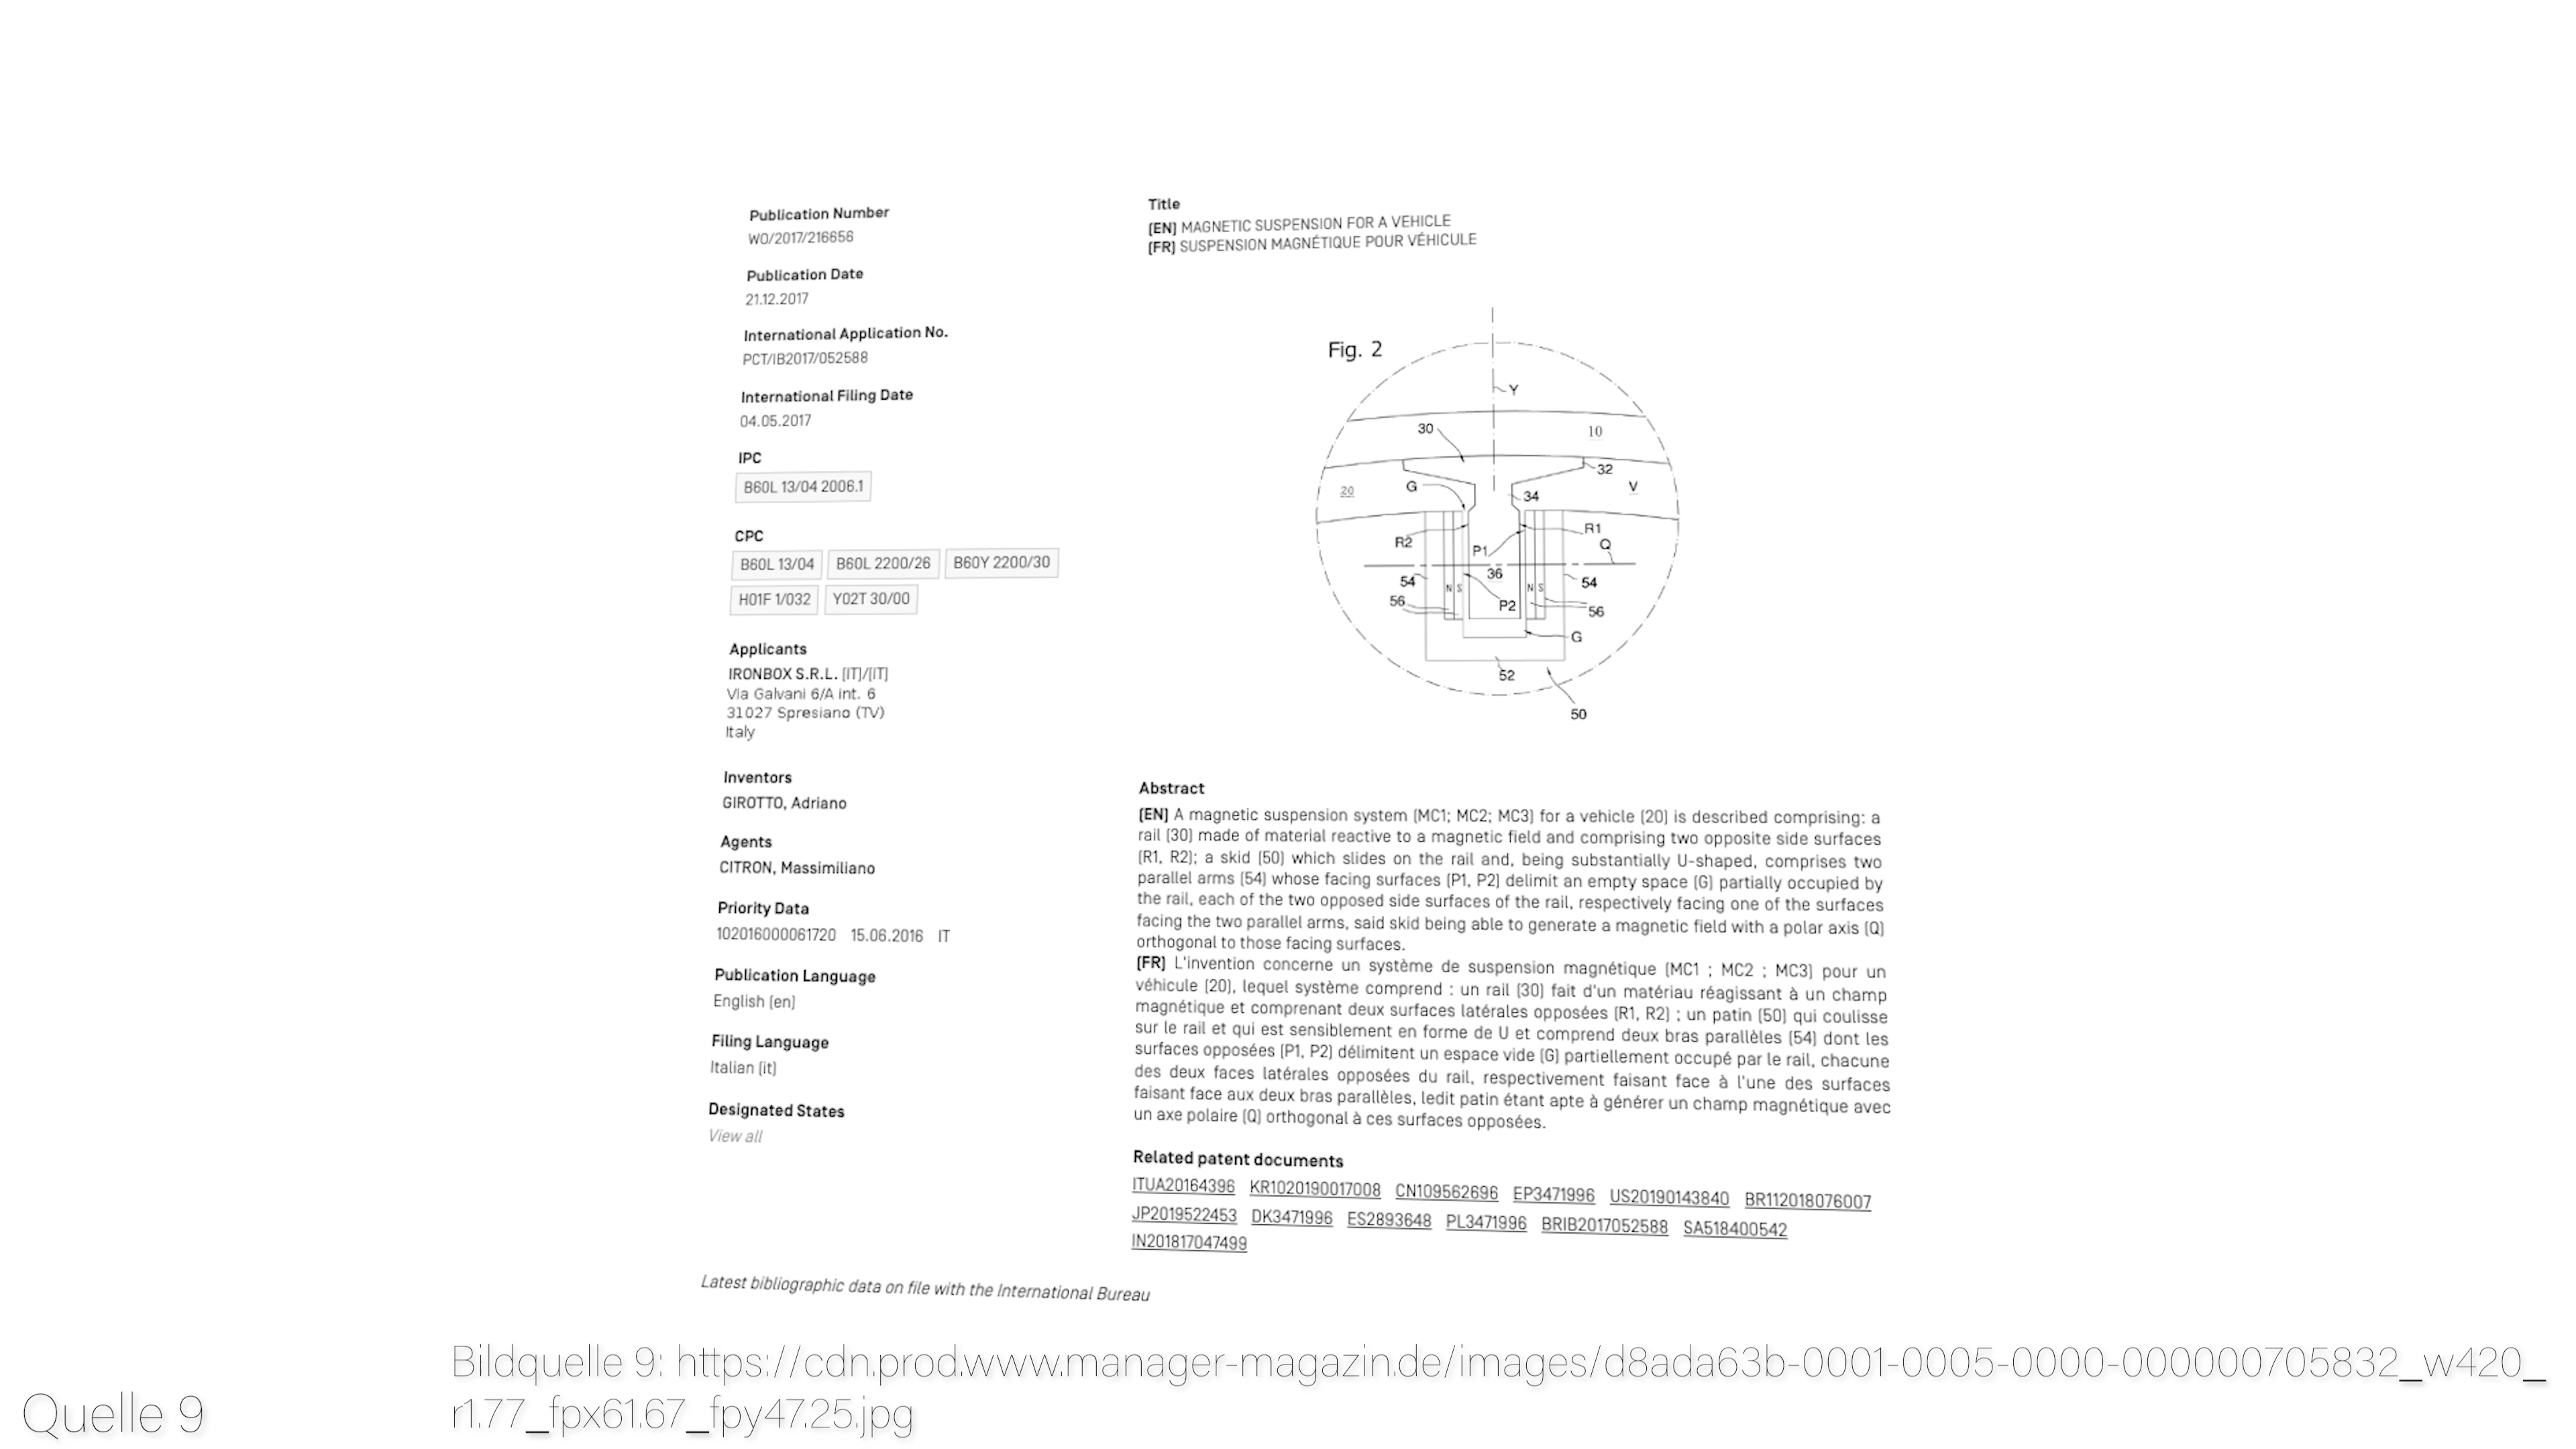 Publication Number
WO/2017/216656
Publication Date
21.12.2017
International Application No.
PCT/IB2017/052588
International Filing Date
04.05.2017
IPC
B60L 13/04 2006.1
CPC
B60L 13/04 B60L 2200/26 B60Y 2200/30
H01F 1/032 Y02T 30/00
Applicants
IRONBOX S.R.L. [IT]/[IT]
Via Galvani 6/A int. 6
31027 Spresiano (TV)
Italy
Inventors
GIROTTO, Adriano
Agents
CITRON, Massimiliano
Priority Data
102016000061720 15.06.2016 IT
Publication Language
English (en)
Filing Language
Italian (it)
Designated States
View all
Title
(EN) MAGNETIC SUSPENSION FOR A VEHICLE
(FR) SUSPENSION MAGNÉTIQUE POUR VÉHICULE
Fig. 2
Y
30
10
32
20
G
34
V
R2
P1
R1
Q
36
54
54
N S
N S
56
P2
56
G
52
50
Abstract
(EN) A magnetic suspension system (MC1; MC2; MC3) for a vehicle (20) is described comprising: a
rail (30) made of material reactive to a magnetic field and comprising two opposite side surfaces
(R1, R2); a skid (50) which slides on the rail and, being substantially U-shaped, comprises two
parallel arms (54) whose facing surfaces (P1, P2) delimit an empty space (G) partially occupied by
the rail, each of the two opposed side surfaces of the rail, respectively facing one of the surfaces
facing the two parallel arms, said skid being able to generate a magnetic field with a polar axis (Q)
orthogonal to those facing surfaces.
(FR) L'invention concerne un système de suspension magnétique (MC1 ; MC2 ; MC3) pour un
véhicule (20), lequel système comprend : un rail (30) fait d'un matériau réagissant à un champ
magnétique et comprenant deux surfaces latérales opposées (R1, R2) ; un patin (50) qui coulisse
sur le rail et qui est sensiblement en forme de U et comprend deux bras parallèles (54) dont les
surfaces opposées (P1, P2) délimitent un espace vide (G) partiellement occupé par le rail, chacune
des deux faces latérales opposées du rail, respectivement faisant face à l'une des surfaces
faisant face aux deux bras parallèles, ledit patin étant apte à générer un champ magnétique avec
un axe polaire (Q) orthogonal à ces surfaces opposées.
Related patent documents
ITUA20164396 KR1020190017008 CN109562696 EP3471996 US20190143840 BR112018076007
JP2019522453 DK3471996 ES2893648 PL3471996 BRIB2017052588 SA518400542
IN201817047499
Latest bibliographic data on file with the International Bureau
Quelle 9
Bildquelle 9: https://cdn.prod.www.manager-magazin.de/images/d8ada63b-0001-0005-0000-000000705832_w420_
r1.77_fpx61.67_fpy47.25.jpg